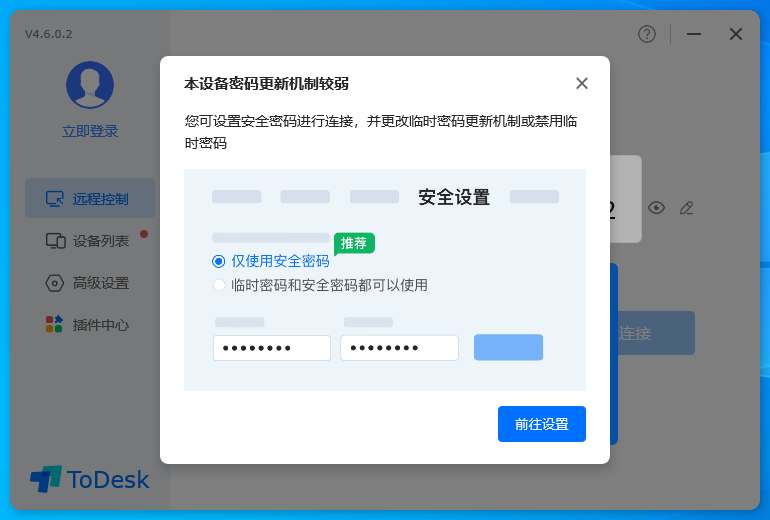 V4.6.0.2
立即登录
远程控制
设备列表
高级设置
插件中心
ToDesk
本设备密码更新机制较弱
您可设置安全密码进行连接，并更改临时密码更新机制或禁用临
时密码
安全设置
推荐
仅使用安全密码
临时密码和安全密码都可以使用
前往设置
2
连接